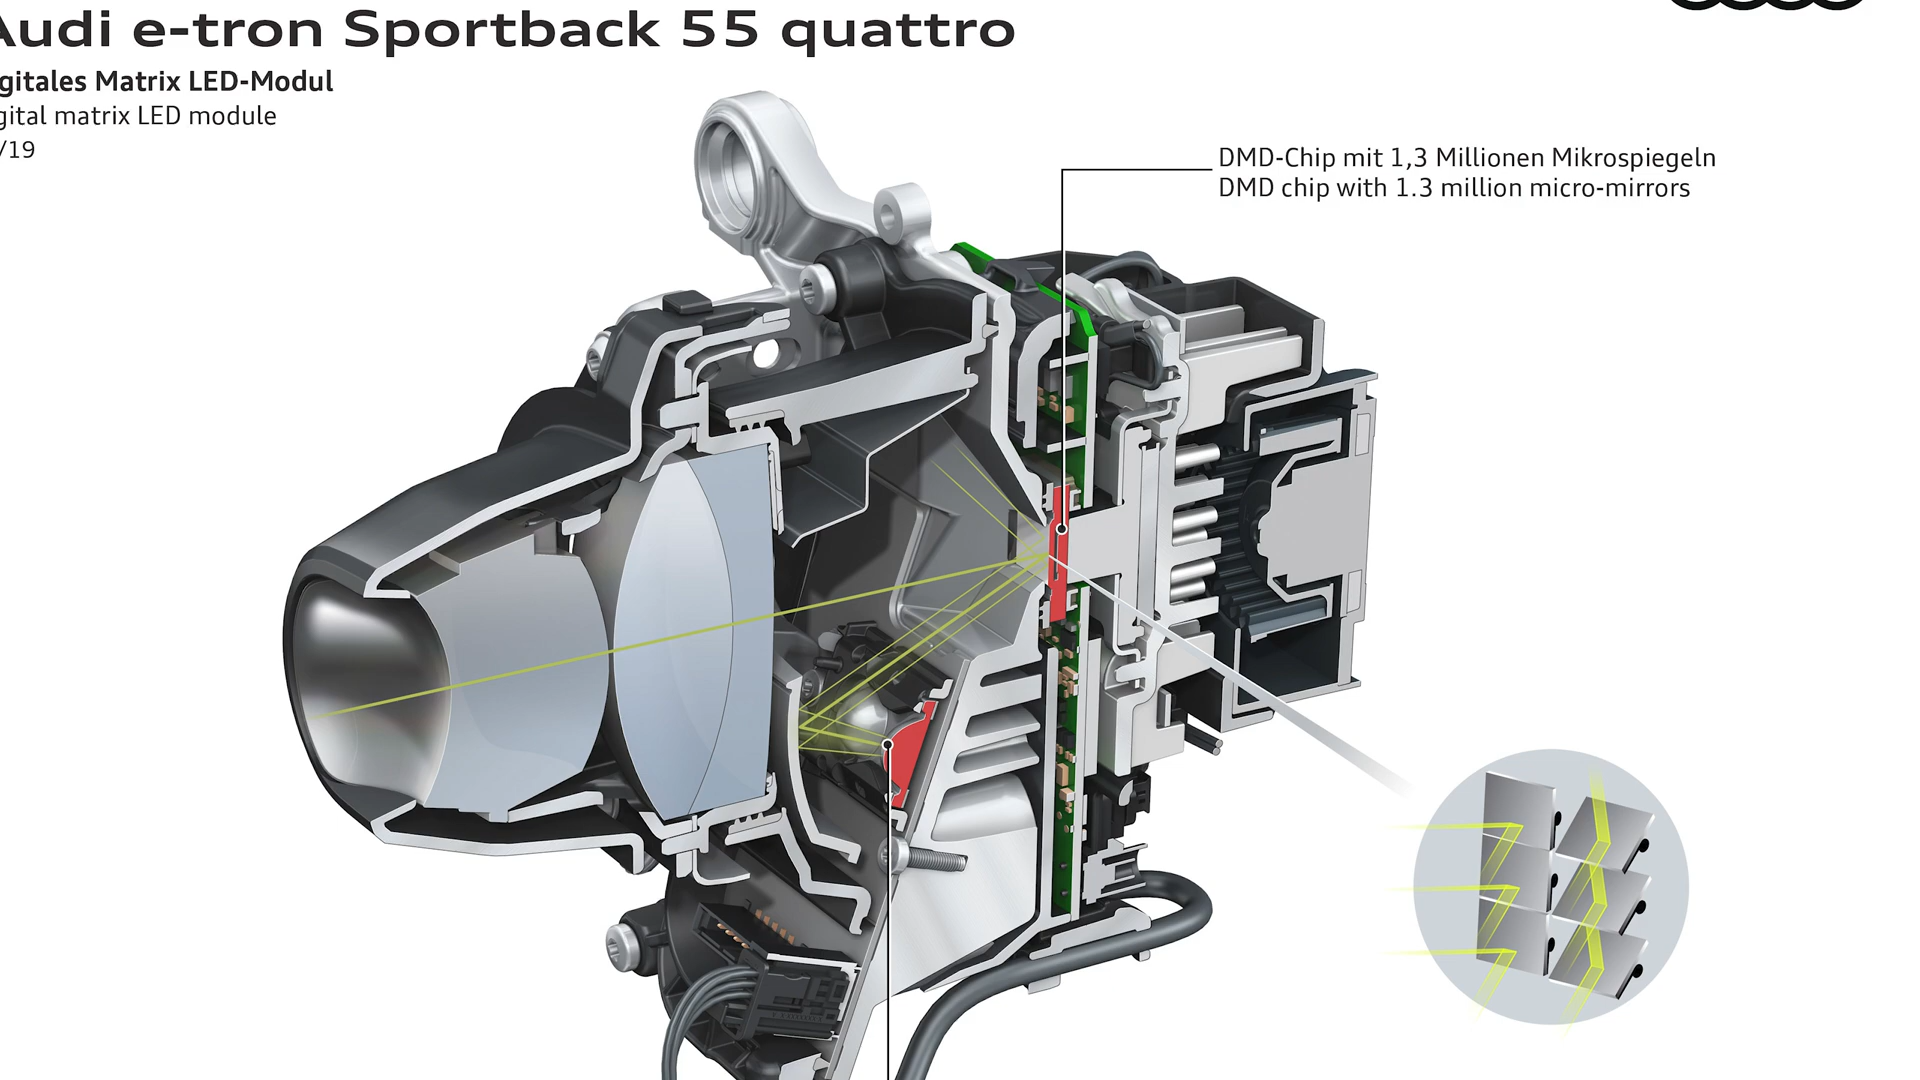 Audi e-tron Sportback 55 quattro
gitales Matrix LED-Modul
gital matrix LED module
/19
DMD-Chip mit 1,3 Millionen Mikrospiegeln
DMD chip with 1.3 million micro-mirrors